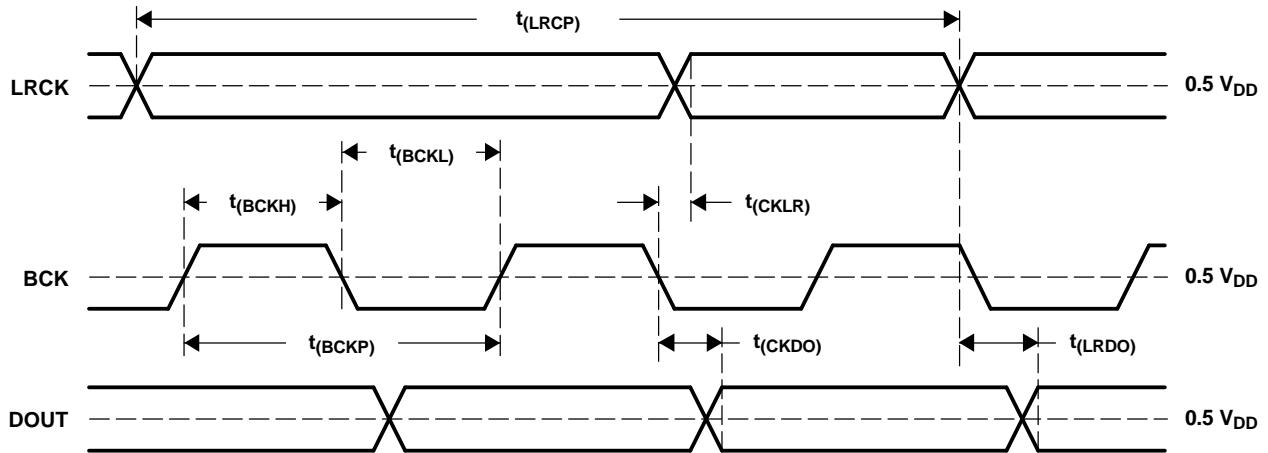 t(LRCP)
LRCK
0.5 VDD
t(BCKL)
t(BCKH)
t(CKLR)
BCK
0.5 VDD
t(BCKP)
t(CKDO)
t(LRDO)
DOUT
0.5 VDD